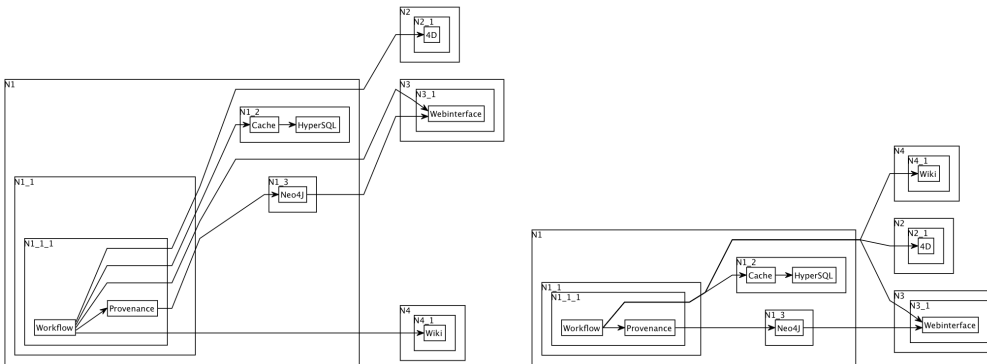 N2
N2_1
4D
N1
N3
N3_1
Webinterface
N1_2
Cache
HyperSQL
N1_1
N1_3
Neo4J
N1_1_1
Provenance
Workflow
N4
N4_1
Wiki
N4
N4_1
Wiki
N2
N2_1
4D
N1
N1_2
Cache
HyperSQL
N1_1
N1_1_1
Workflow
Provenance
N1_3
Neo4J
N3
N3_1
Webinterface